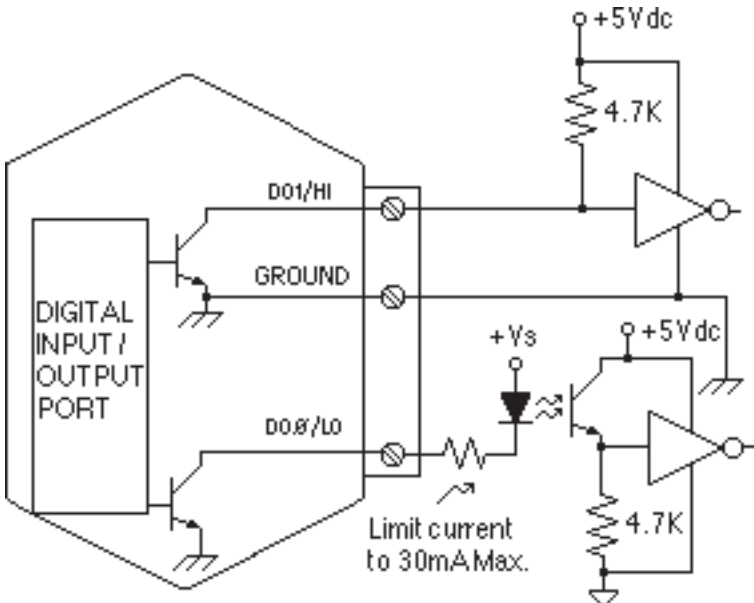 +5Vdc
4.7K
DO1/HI
GROUND
DIGITAL
INPUT/
OUTPUT
PORT
+Vs
+5Vdc
DO.0/LO
Limit current
to 30mA Max.
4.7K